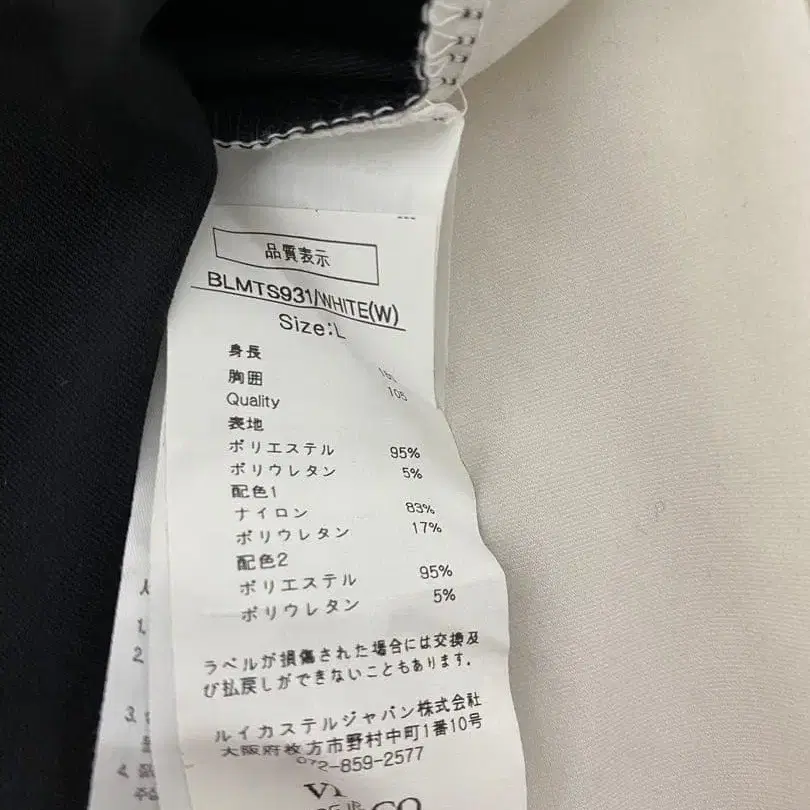 品質表示
BLMTS931/WHITE(W)
Size:L
身長
胸囲 105
Quality
表地
ポリエステル 95%
ポリウレタン 5%
配色1
ナイロン 83%
ポリウレタン 17%
配色2
ポリエステル 95%
ポリウレタン 5%
ラベルが損傷された場合には交換及
び払戻しができないこともあります.
ルイカステルジャパン株式会社
大阪府枚方市野村中町1番10号
072-859-2577
1.
2.
3.
4.